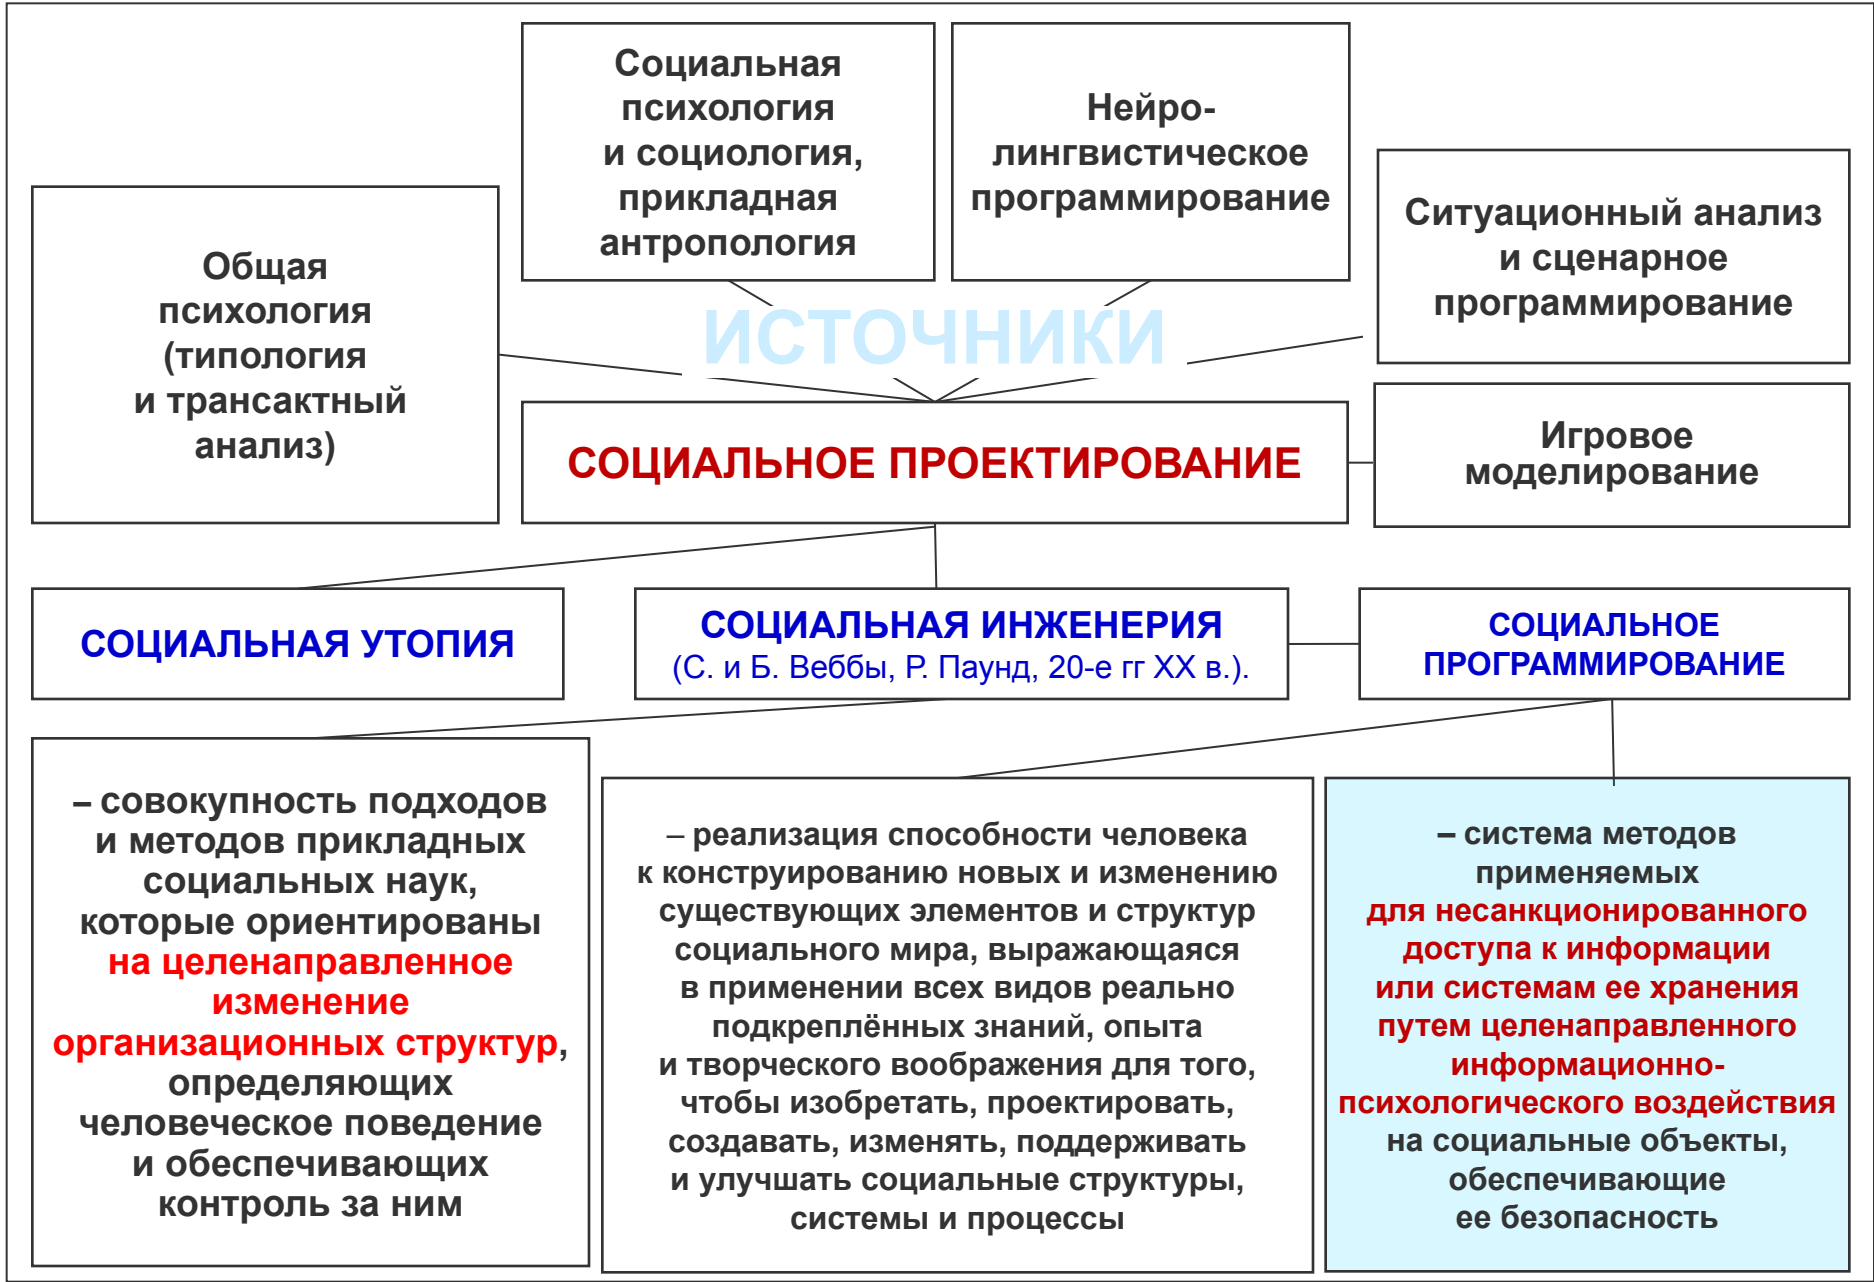 Социальная
психология
и социология,
прикладная
антропология
Нейро-
лингвистическое
программирование
Ситуационный анализ
и сценарное
программирование
Общая
психология
(типология
и трансактный
анализ)
ИСТОЧНИКИ
СОЦИАЛЬНОЕ ПРОЕКТИРОВАНИЕ
Игровое
моделирование
СОЦИАЛЬНАЯ УТОПИЯ
СОЦИАЛЬНАЯ ИНЖЕНЕРИЯ
(С. и Б. Веббы, Р. Паунд, 20-е гг ХХ в.).
СОЦИАЛЬНОЕ
ПРОГРАММИРОВАНИЕ
– совокупность подходов
и методов прикладных
социальных наук,
которые ориентированы
на целенаправленное
изменение
организационных структур,
определяющих
человеческое поведение
и обеспечивающих
контроль за ним
– реализация способности человека
к конструированию новых и изменению
существующих элементов и структур
социального мира, выражающаяся
в применении всех видов реально
подкреплённых знаний, опыта
и творческого воображения для того,
чтобы изобретать, проектировать,
создавать, изменять, поддерживать
и улучшать социальные структуры,
системы и процессы
– система методов
применяемых
для несанкционированного
доступа к информации
или системам ее хранения
путем целенаправленного
информационно-
психологического воздействия
на социальные объекты,
обеспечивающие
ее безопасность